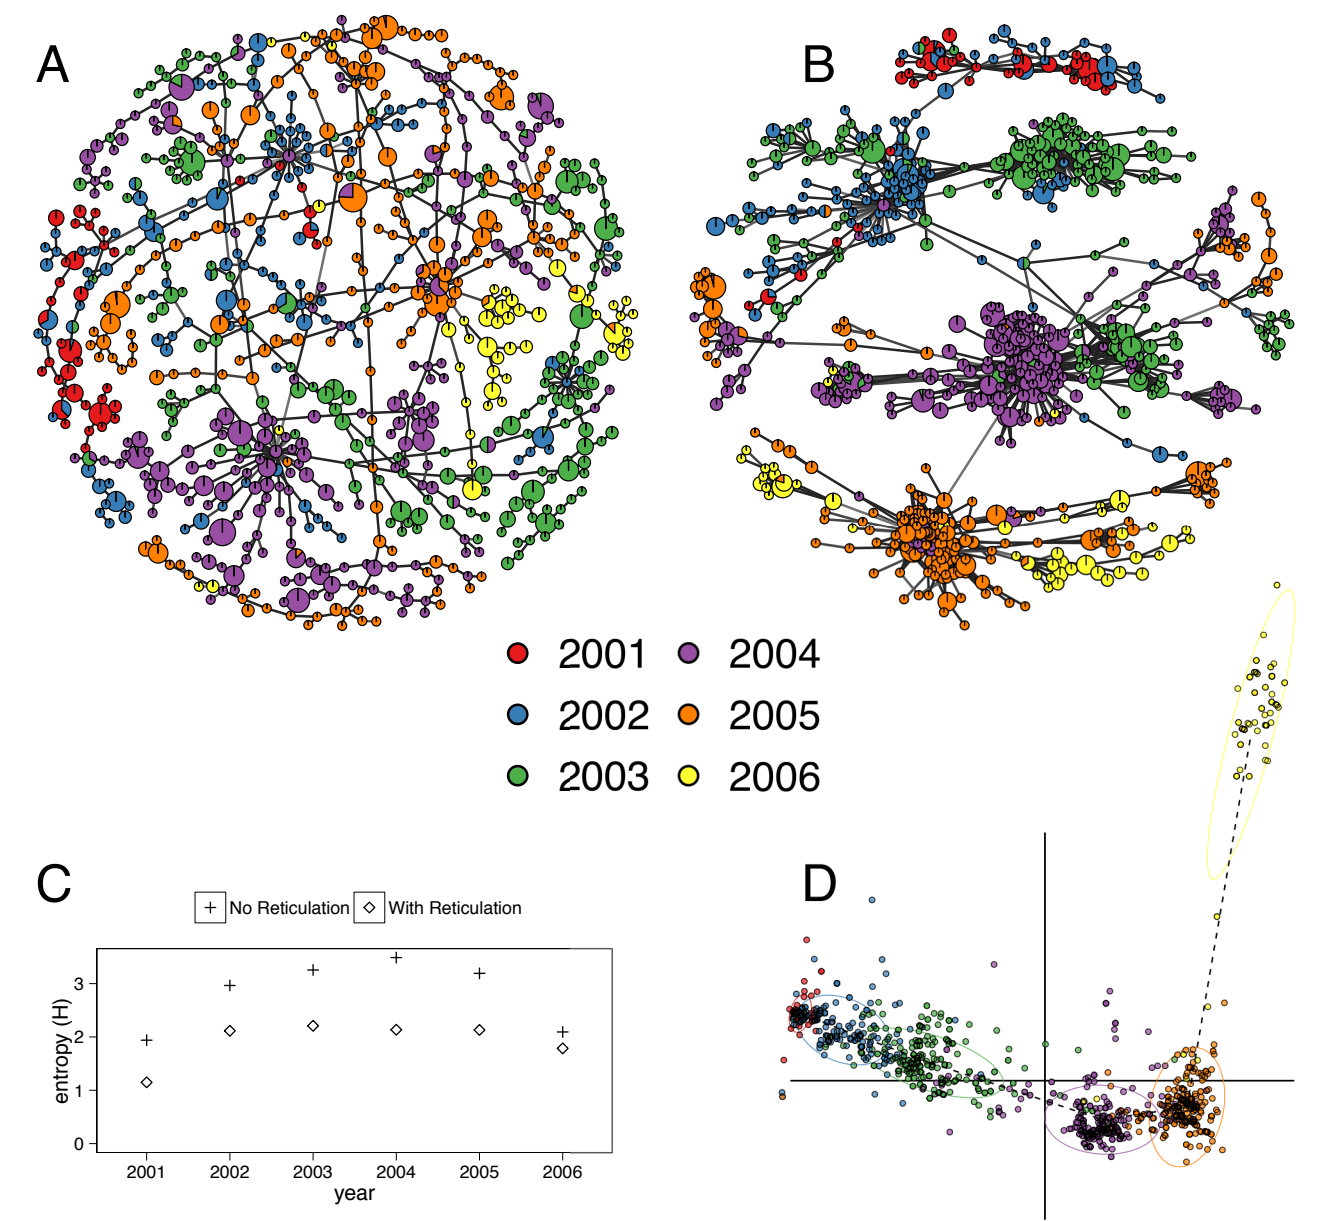 A
B
2001 2004
2002 2005
2003 2006
C
D
No Reticulation With Reticulation
entropy (H)
3
2
1
0
2001 2002 2003 2004 2005 2006
year